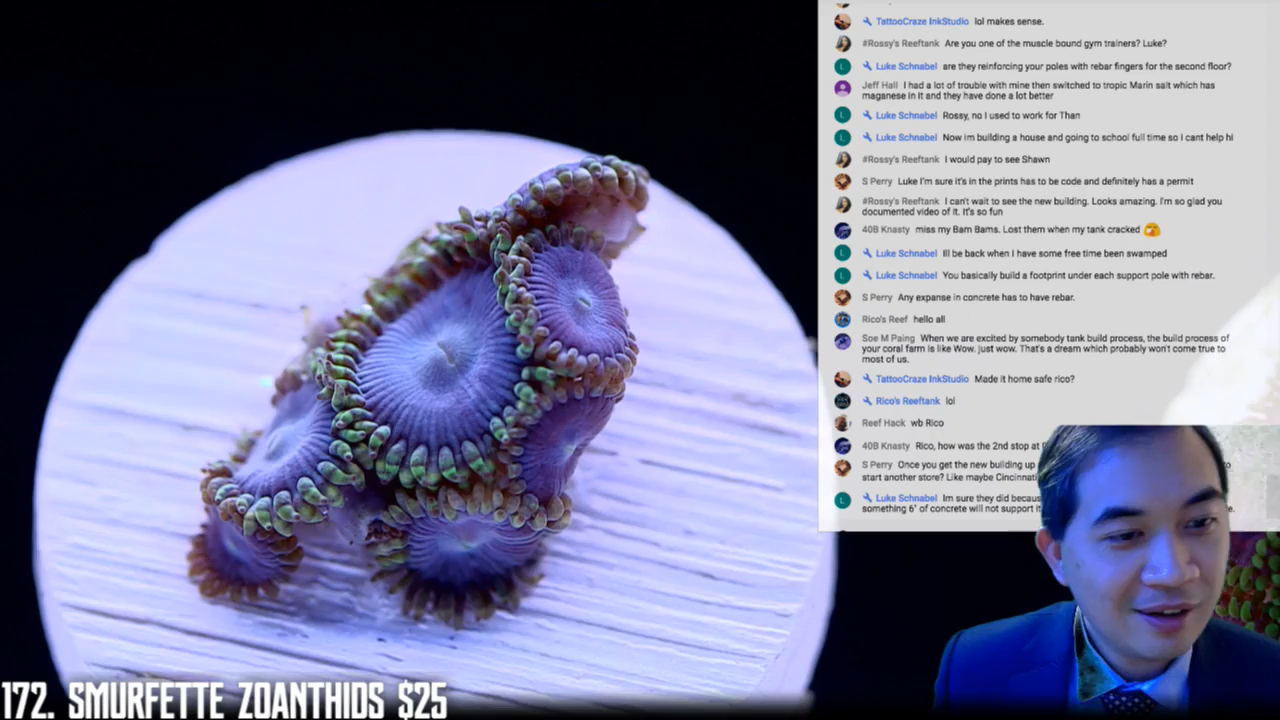 TattooCraze InkStudio lol makes sense.
#Rossy's Reeftank Are you one of the muscle bound gym trainers? Luke?
L Luke Schnabel are they reinforcing your poles with rebar fingers for the second floor?
Jeff Hall I had a lot of trouble with mine then switched to tropic Marin salt which has
maganese in it and they have done a lot better
L Luke Schnabel Rossy, no I used to work for Than
L Luke Schnabel Now im building a house and going to school full time so I cant help hi
#Rossy's Reeftank I would pay to see Shawn
S Perry Luke I'm sure it's in the prints has to be code and definitely has a permit
#Rossy's Reeftank I can't wait to see the new building. Looks amazing. I'm so glad you
documented video of it. It's so fun
40B Knasty miss my Bam Bams. Lost them when my tank cracked
L Luke Schnabel Ill be back when I have some free time been swamped
L Luke Schnabel You basically build a footprint under each support pole with rebar.
S Perry Any expanse in concrete has to have rebar.
Rico's Reef hello all
Soe M Paing When we are excited by somebody tank build process, the build process of
your coral farm is like Wow. just wow. That's a dream which probably won't come true to
most of us.
TattooCraze InkStudio Made it home safe rico?
Rico's Reeftank lol
Reef Hack wb Rico
40B Knasty Rico, how was the 2nd stop at
S Perry Once you get the new building up to
start another store? Like maybe Cincinnati
L Luke Schnabel Im sure they did becau
something 6" of concrete will not support it
172. SMURFETTE ZOANTHIDS $25